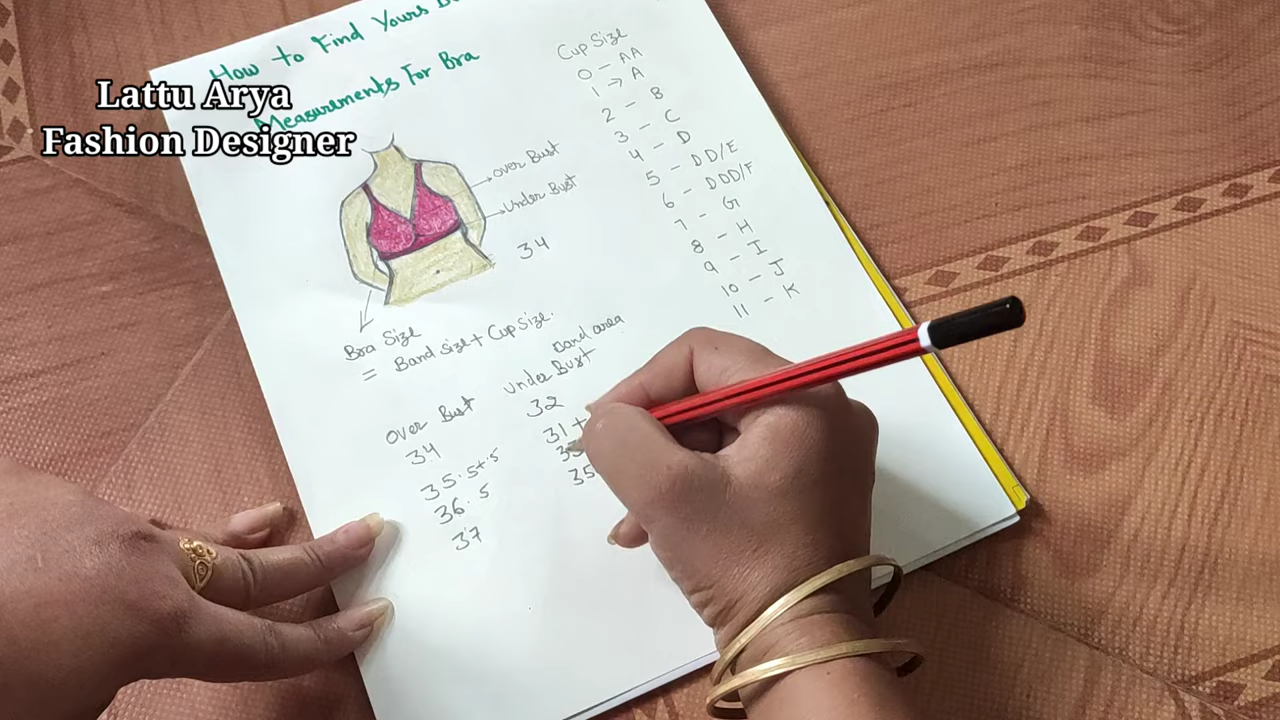 How to Find Yours
Measurements For Bra
Lattu Arya
Fashion Designer
over Bust
Under Bust
34
Cup Size
0 - AA
1 → A
2 - B
3 - C
4 - D
5 - DD/E
6 - DDD/F
7 - G
8 - H
9 - I
10 - J
11 - K
Bra Size
= Band size + Cup Size.
Band area
over Bust
34
35.5+.5
36.5
37
Under Bust
32
31 +
35